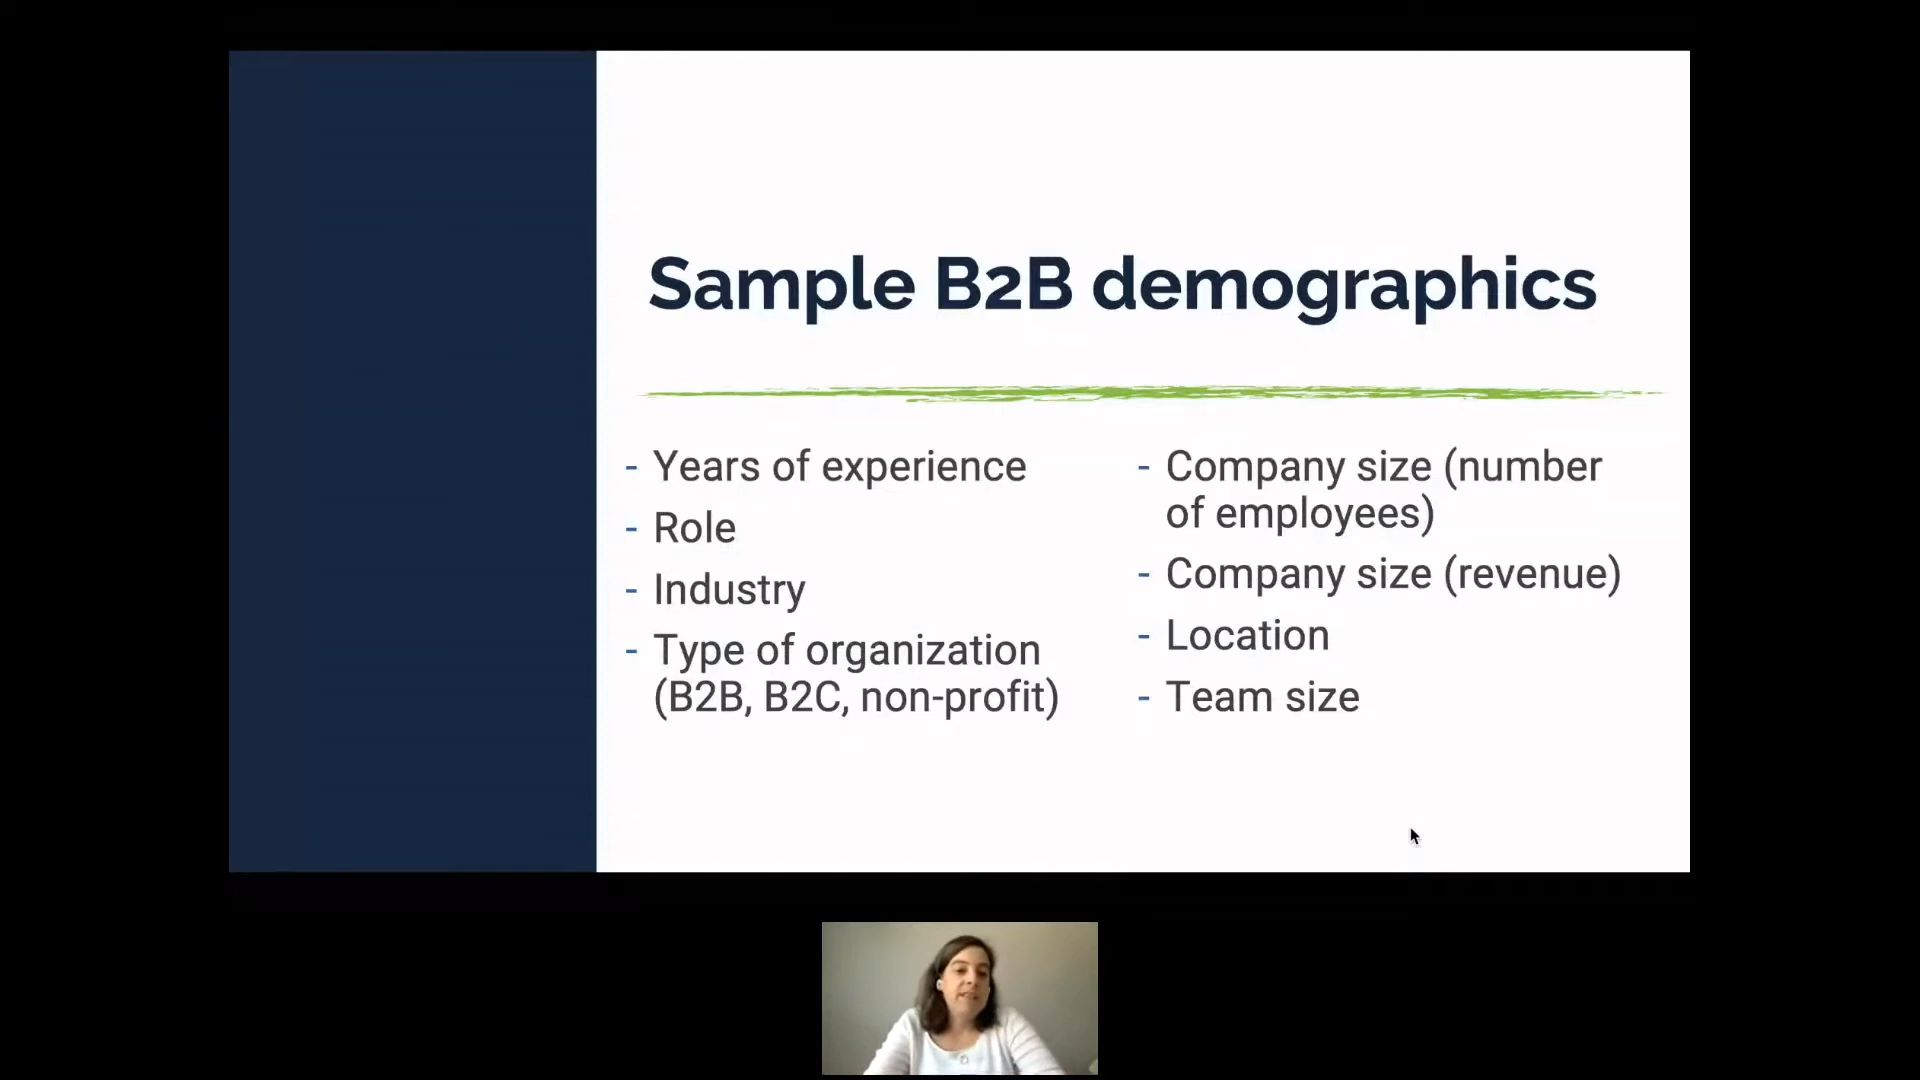 Sample B2B demographics
- Years of experience
- Role
- Industry
- Type of organization
(B2B, B2C, non-profit)
- Company size (number
of employees)
- Company size (revenue)
- Location
- Team size